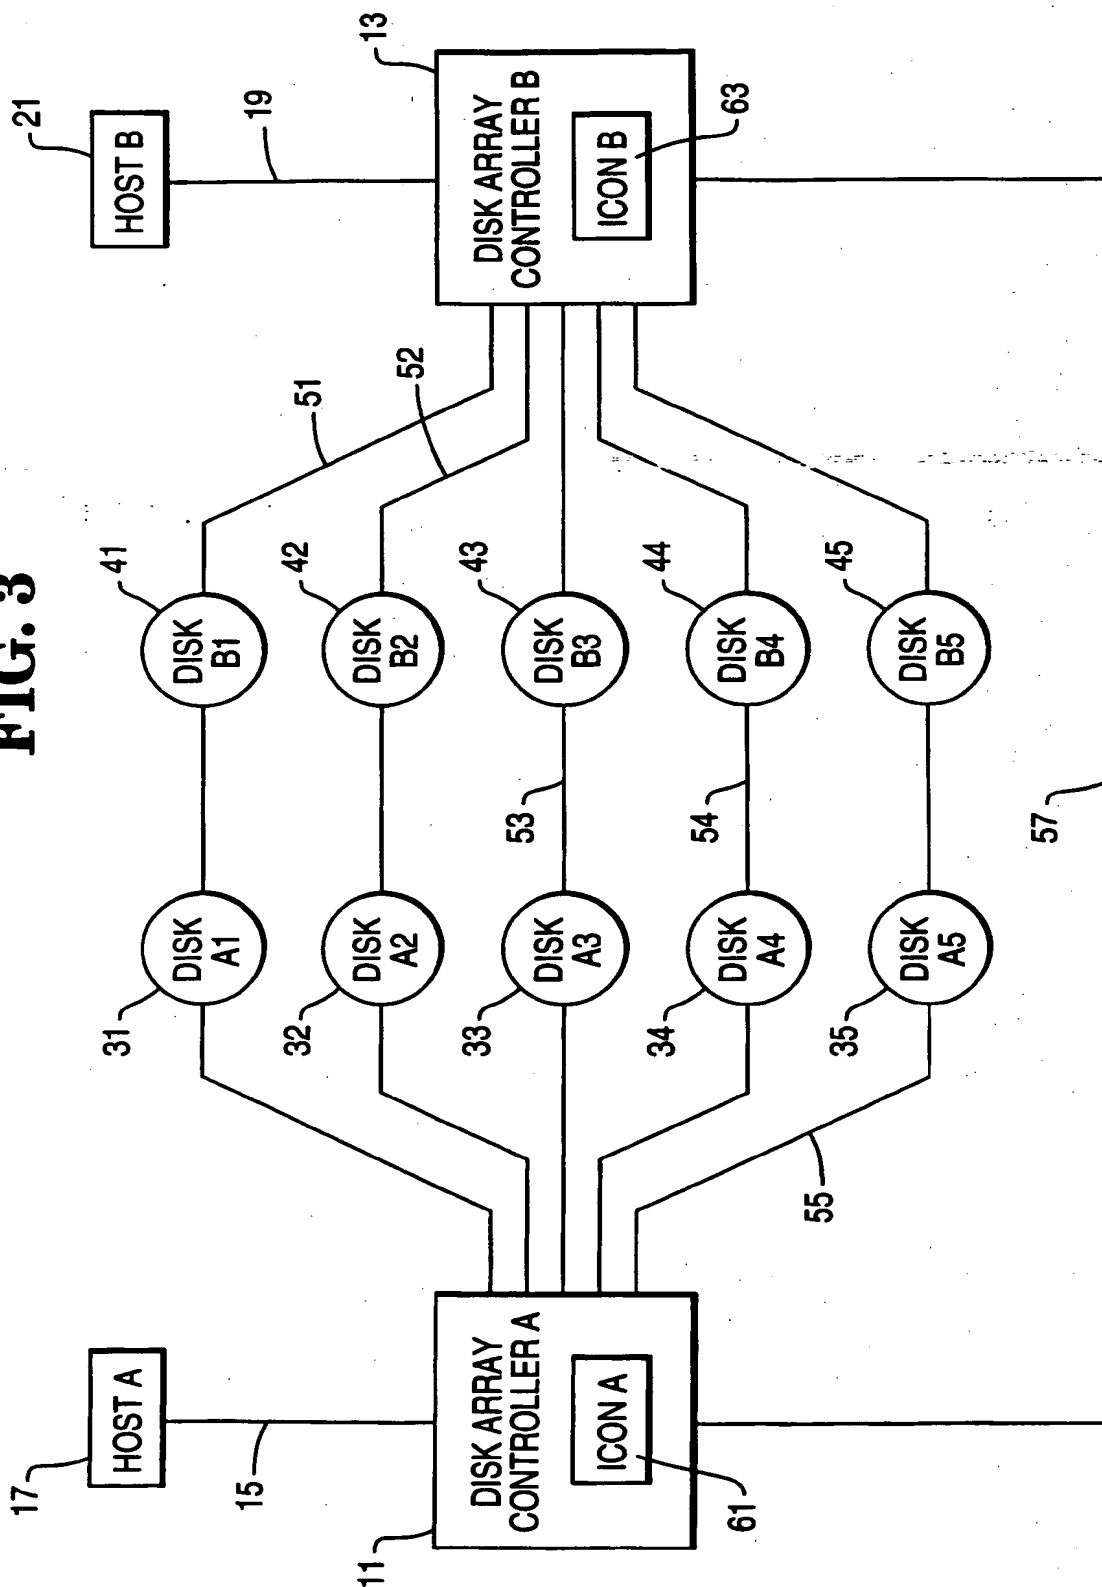 FIG. 3
17
HOST A
15
21
HOST B
19
11
DISK ARRAY
CONTROLLER A
ICON A
61
13
DISK ARRAY
CONTROLLER B
ICON B
63
31
DISK
A1
41
DISK
B1
51
32
DISK
A2
42
DISK
B2
52
33
DISK
A3
53
43
DISK
B3
34
DISK
A4
54
44
DISK
B4
35
DISK
A5
55
45
DISK
B5
57